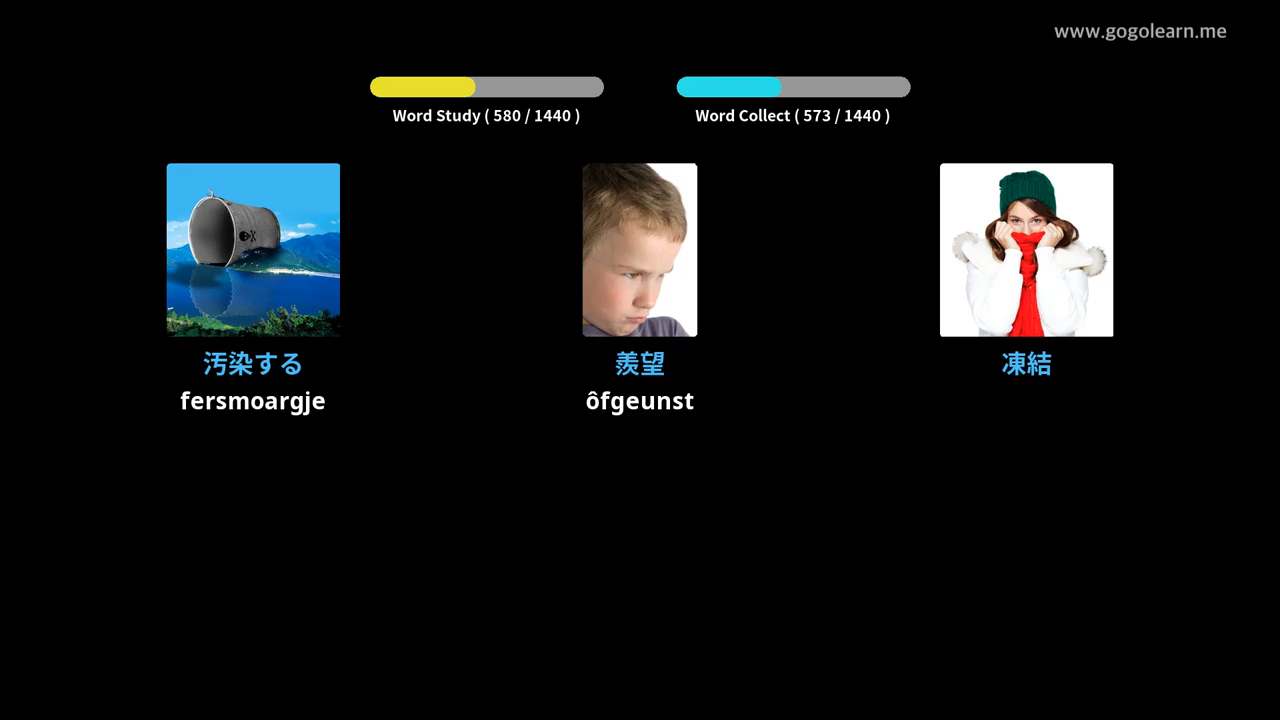 www.gogolearn.me
Word Study ( 580 / 1440 )
Word Collect ( 573 / 1440 )
汚染する
羨望
凍結
fersmoargje
ôfgeunst